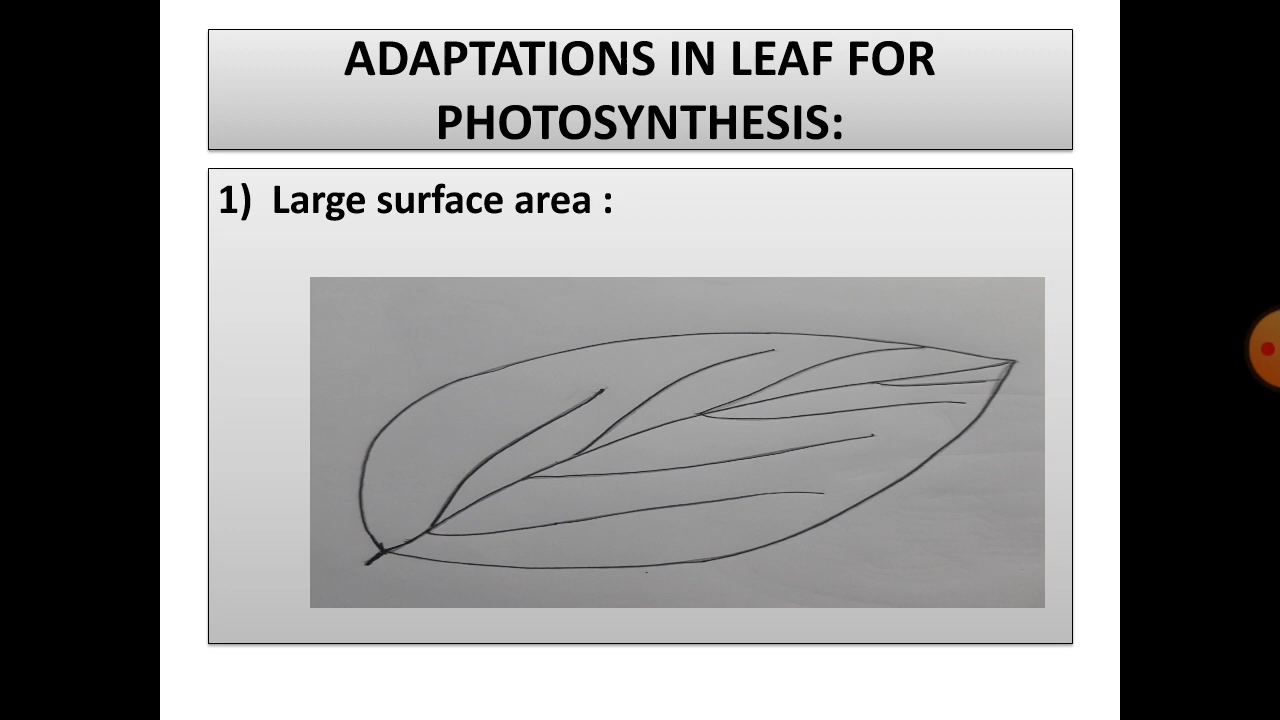 ADAPTATIONS IN LEAF FOR
PHOTOSYNTHESIS:
1) Large surface area :